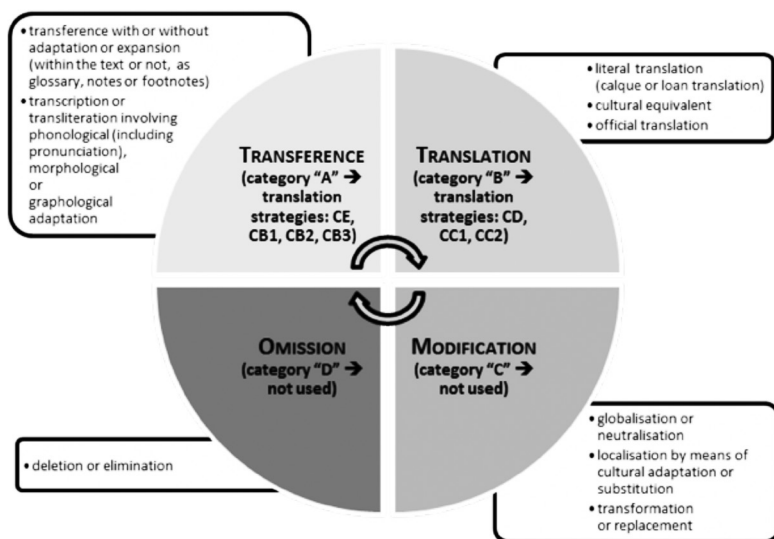 • transference with or without
adaptation or expansion
(within the text or not, as
glossary, notes or footnotes)
• transcription or
transliteration involving
phonological (including
pronunciation),
morphological
or
graphological
adaptation
• literal translation
(calque or loan translation)
• cultural equivalent
• official translation
TRANSFERENCE
(category “A” ➔
translation
strategies: CE,
CB1, CB2, CB3)
TRANSLATION
(category “B” ➔
translation
strategies: CD,
CC1, CC2)
OMISSION
(category “D” ➔
not used)
MODIFICATION
(category “C” ➔
not used)
• deletion or elimination
• globalisation or
neutralisation
• localisation by means of
cultural adaptation or
substitution
• transformation
or replacement